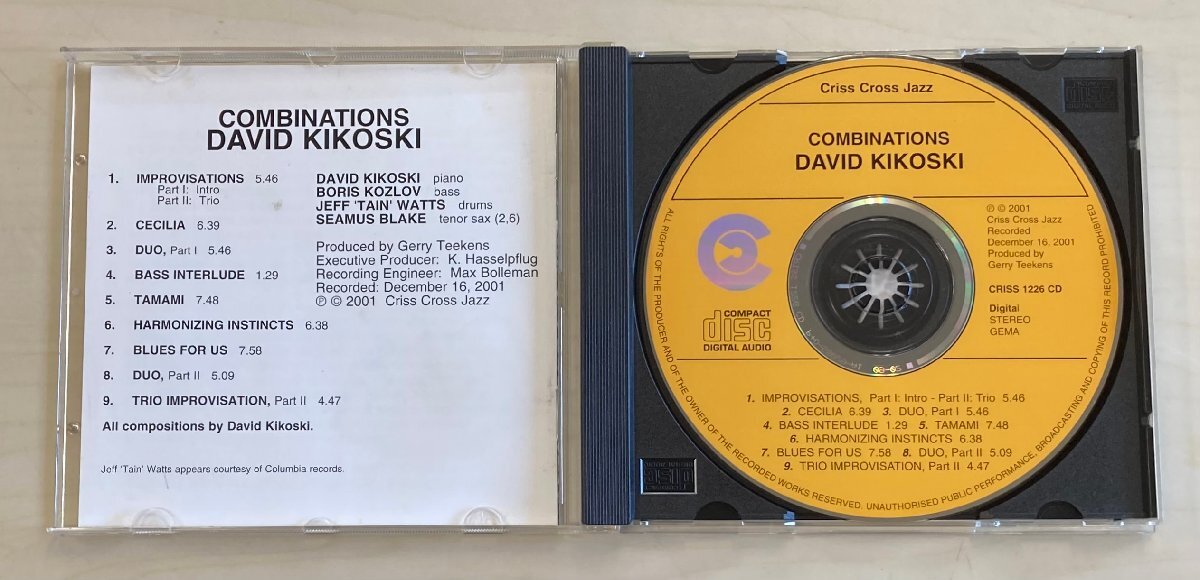 COMBINATIONS
DAVID KIKOSKI
1. IMPROVISATIONS 5.46
Part I: Intro
Part II: Trio
2. CECILIA 6.39
3. DUO, Part I 5.46
4. BASS INTERLUDE 1.29
5. TAMAMI 7.48
6. HARMONIZING INSTINCTS 6.38
7. BLUES FOR US 7.58
8. DUO, Part II 5.09
9. TRIO IMPROVISATION, Part II 4.47
All compositions by David Kikoski.
Jeff 'Tain' Watts appears courtesy of Columbia records.
DAVID KIKOSKI piano
BORIS KOZLOV bass
JEFF 'TAIN' WATTS drums
SEAMUS BLAKE tenor sax (2,6)
Produced by Gerry Teekens
Executive Producer: K. Hasselpflug
Recording Engineer: Max Bolleman
Recorded: December 16, 2001
℗ © 2001 Criss Cross Jazz
Criss Cross Jazz
COMBINATIONS
DAVID KIKOSKI
℗ © 2001
Criss Cross Jazz
Recorded
December 16. 2001
Produced by
Gerry Teekens
CRISS 1226 CD
Digital
STEREO
GEMA
COMPACT
disc
DIGITAL AUDIO
1. IMPROVISATIONS, Part I: Intro - Part II: Trio 5.46
2. CECILIA 6.39 3. DUO, Part I 5.46
4. BASS INTERLUDE 1.29 5. TAMAMI 7.48
6. HARMONIZING INSTINCTS 6.38
7. BLUES FOR US 7.58 8. DUO, Part II 5.09
9. TRIO IMPROVISATION, Part II 4.47
ALL RIGHTS OF THE PRODUCER AND OF THE OWNER OF THE RECORDED WORKS RESERVED. UNAUTHORISED PUBLIC PERFORMANCE, BROADCASTING AND COPYING OF THIS RECORD PROHIBITED